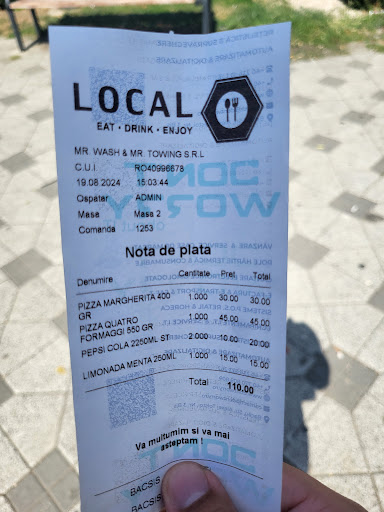 LOCAL
EAT • DRINK • ENJOY
MR. WASH & MR. TOWING S.R.L
C.U.I RO40996878
19.08.2024 15:03:44
Ospatar ADMIN
Masa Masa 2
Comanda 1253
Nota de plata
Denumire Cantitate Pret Total
PIZZA MARGHERITA 400 GR 1.000 30.00 30.00
PIZZA QUATRO
FORMAGGI 550 GR 1.000 45.00 45.00
PEPSI COLA 2250ML ST 2.000 10.00 20.00
LIMONADA MENTA 250ML 1.000 15.00 15.00
Total 110.00
Va multumim si va mai
asteptam !
BACSIS
BACSIS